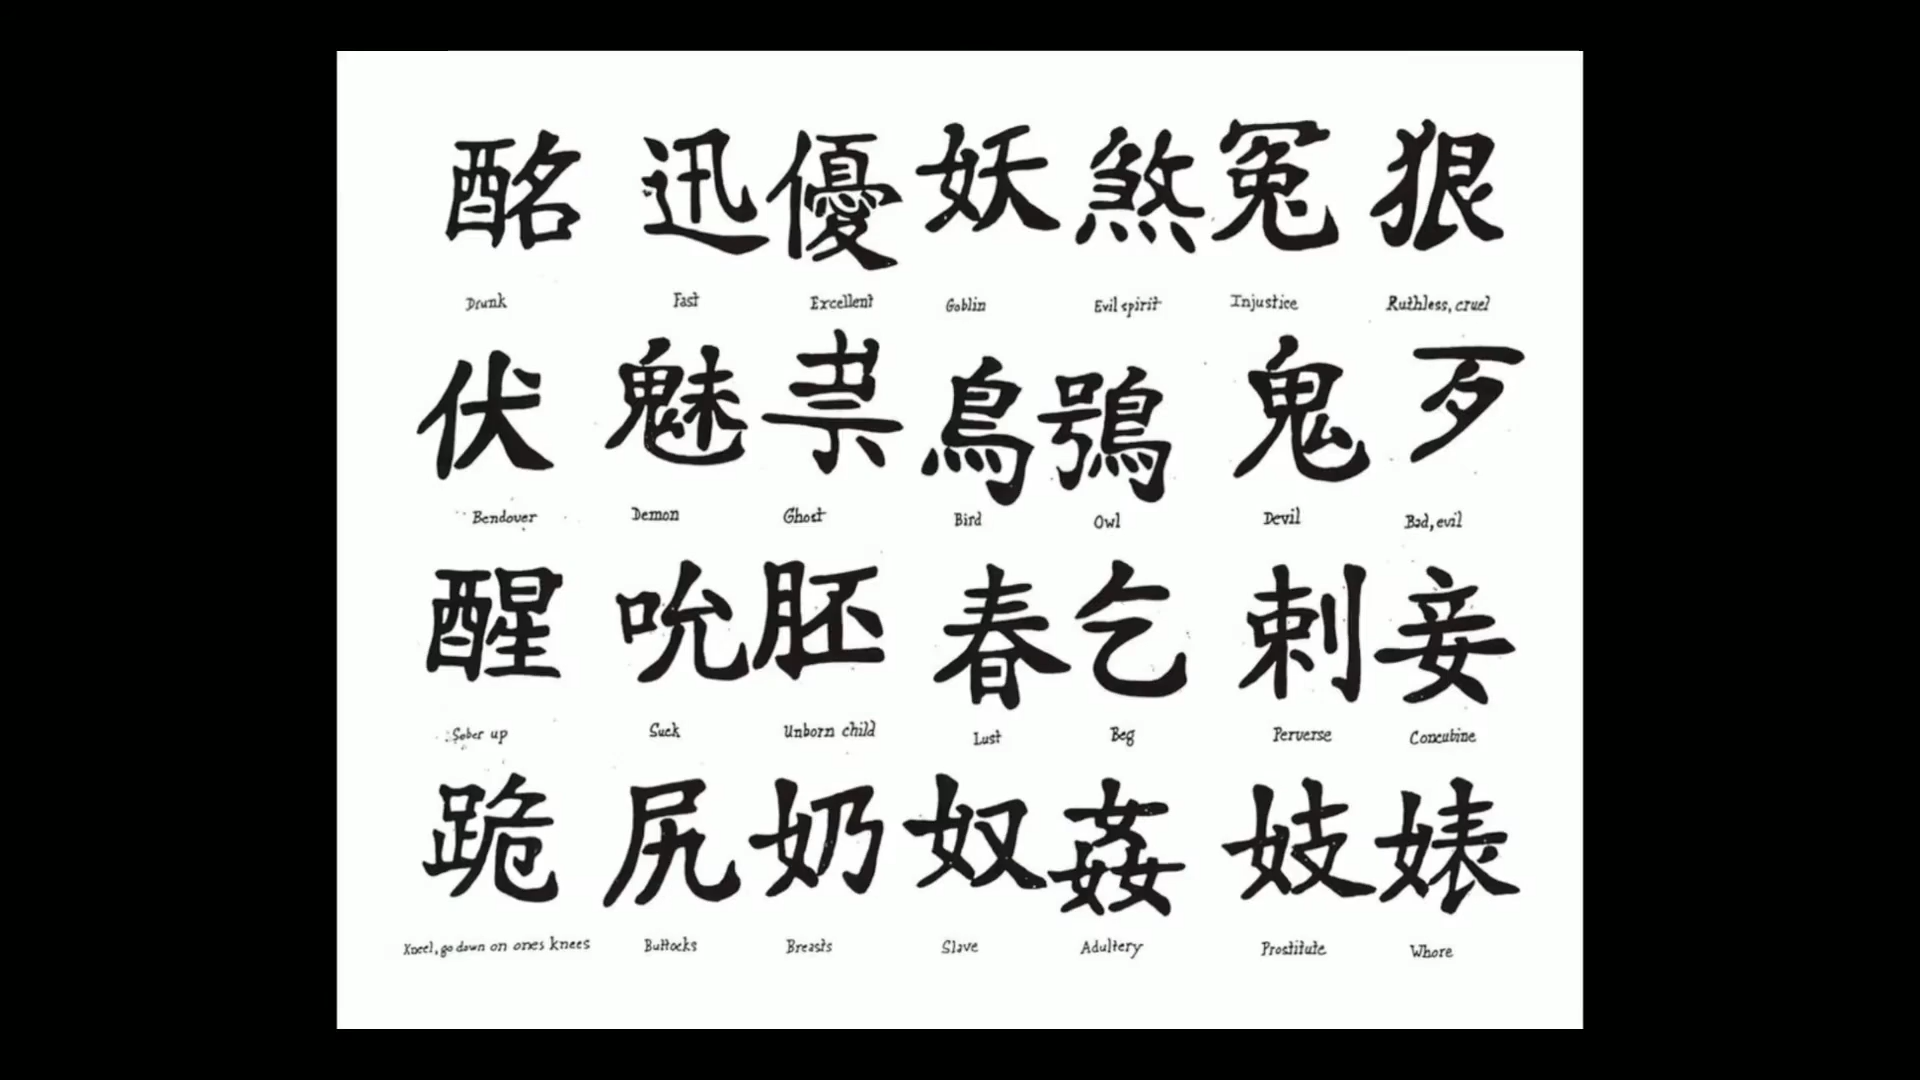 酩 迅 優 妖 煞 冤 狠
Drunk Fast Excellent Goblin Evil spirit Injustice Ruthless, cruel
伏 魅 祟 鳥 鴞 鬼 歹
Bendover Demon Ghost Bird Owl Devil Bad, evil
醒 吮 胚 春 乞 刺 妾
Sober up Suck Unborn child Lust Beg Perverse Concubine
跪 尻 奶 奴 姦 妓 婊
Kneel, go down on ones knees Buttocks Breasts Slave Adultery Prostitute Whore